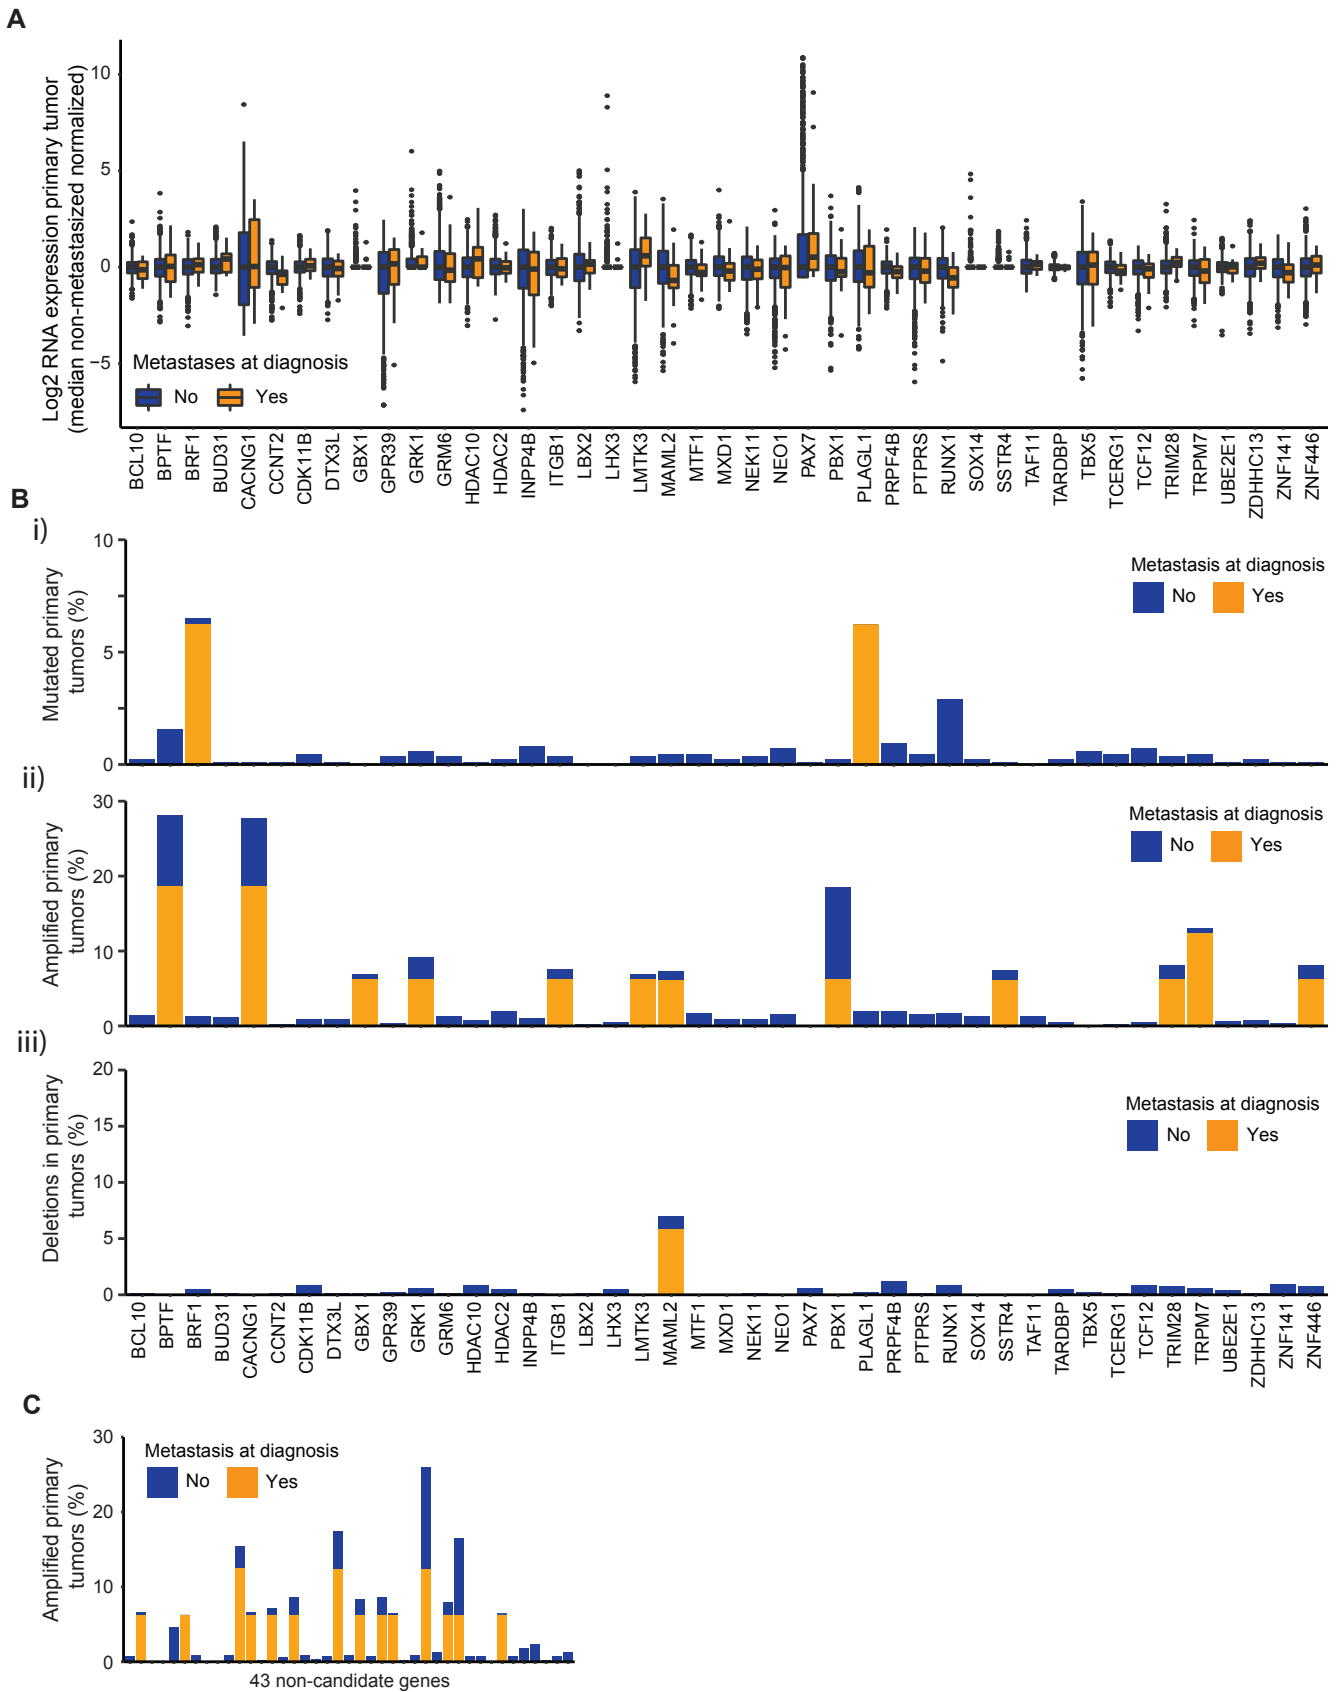 A
Log2 RNA expression primary tumor
(median non-metastasized normalized)
10
5
0
−5
Metastases at diagnosis
No Yes
BCL10 BPTF BRF1 BUD31 CACNG1 CCNT2 CDK11B DTX3L GBX1 GPR39 GRK1 GRM6 HDAC10 HDAC2 INPP4B ITGB1 LBX2 LHX3 LMTK3 MAML2 MTF1 MXD1 NEK11 NEO1 PAX7 PBX1 PLAGL1 PRPF4B PTPRS RUNX1 SOX14 SSTR4 TAF11 TARDBP TBX5 TCERG1 TCF12 TRIM28 TRPM7 UBE2E1 ZDHHC13 ZNF141 ZNF446
B
i)
Mutated primary
tumors (%)
10
5
0
Metastasis at diagnosis
No Yes
ii)
Amplified primary
tumors (%)
30
20
10
0
Metastasis at diagnosis
No Yes
iii)
Deletions in primary
tumors (%)
20
15
10
5
0
Metastasis at diagnosis
No Yes
BCL10 BPTF BRF1 BUD31 CACNG1 CCNT2 CDK11B DTX3L GBX1 GPR39 GRK1 GRM6 HDAC10 HDAC2 INPP4B ITGB1 LBX2 LHX3 LMTK3 MAML2 MTF1 MXD1 NEK11 NEO1 PAX7 PBX1 PLAGL1 PRPF4B PTPRS RUNX1 SOX14 SSTR4 TAF11 TARDBP TBX5 TCERG1 TCF12 TRIM28 TRPM7 UBE2E1 ZDHHC13 ZNF141 ZNF446
C
Amplified primary
tumors (%)
30
20
10
0
Metastasis at diagnosis
No Yes
43 non-candidate genes